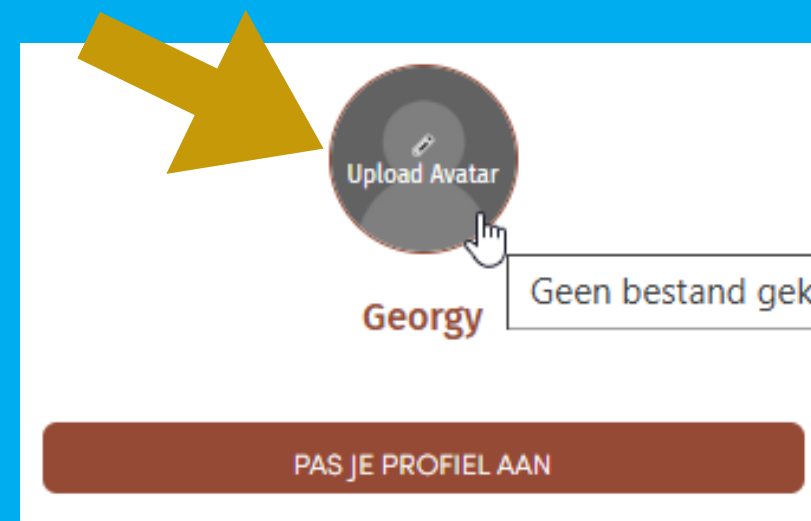 Upload Avatar
Geen bestand gek
Georgy
PAS JE PROFIEL AAN